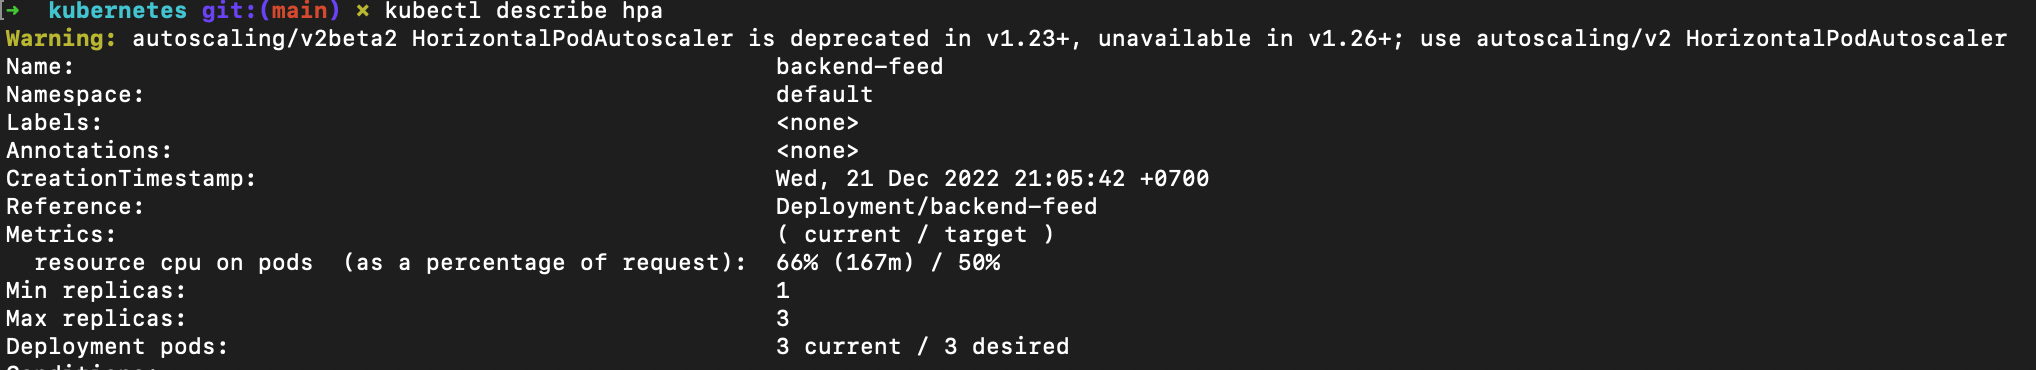 → kubernetes git:(main) × kubectl describe hpa
Warning: autoscaling/v2beta2 HorizontalPodAutoscaler is deprecated in v1.23+, unavailable in v1.26+; use autoscaling/v2 HorizontalPodAutoscaler
Name: backend-feed
Namespace: default
Labels: <none>
Annotations: <none>
CreationTimestamp: Wed, 21 Dec 2022 21:05:42 +0700
Reference: Deployment/backend-feed
Metrics: ( current / target )
resource cpu on pods (as a percentage of request): 66% (167m) / 50%
Min replicas: 1
Max replicas: 3
Deployment pods: 3 current / 3 desired